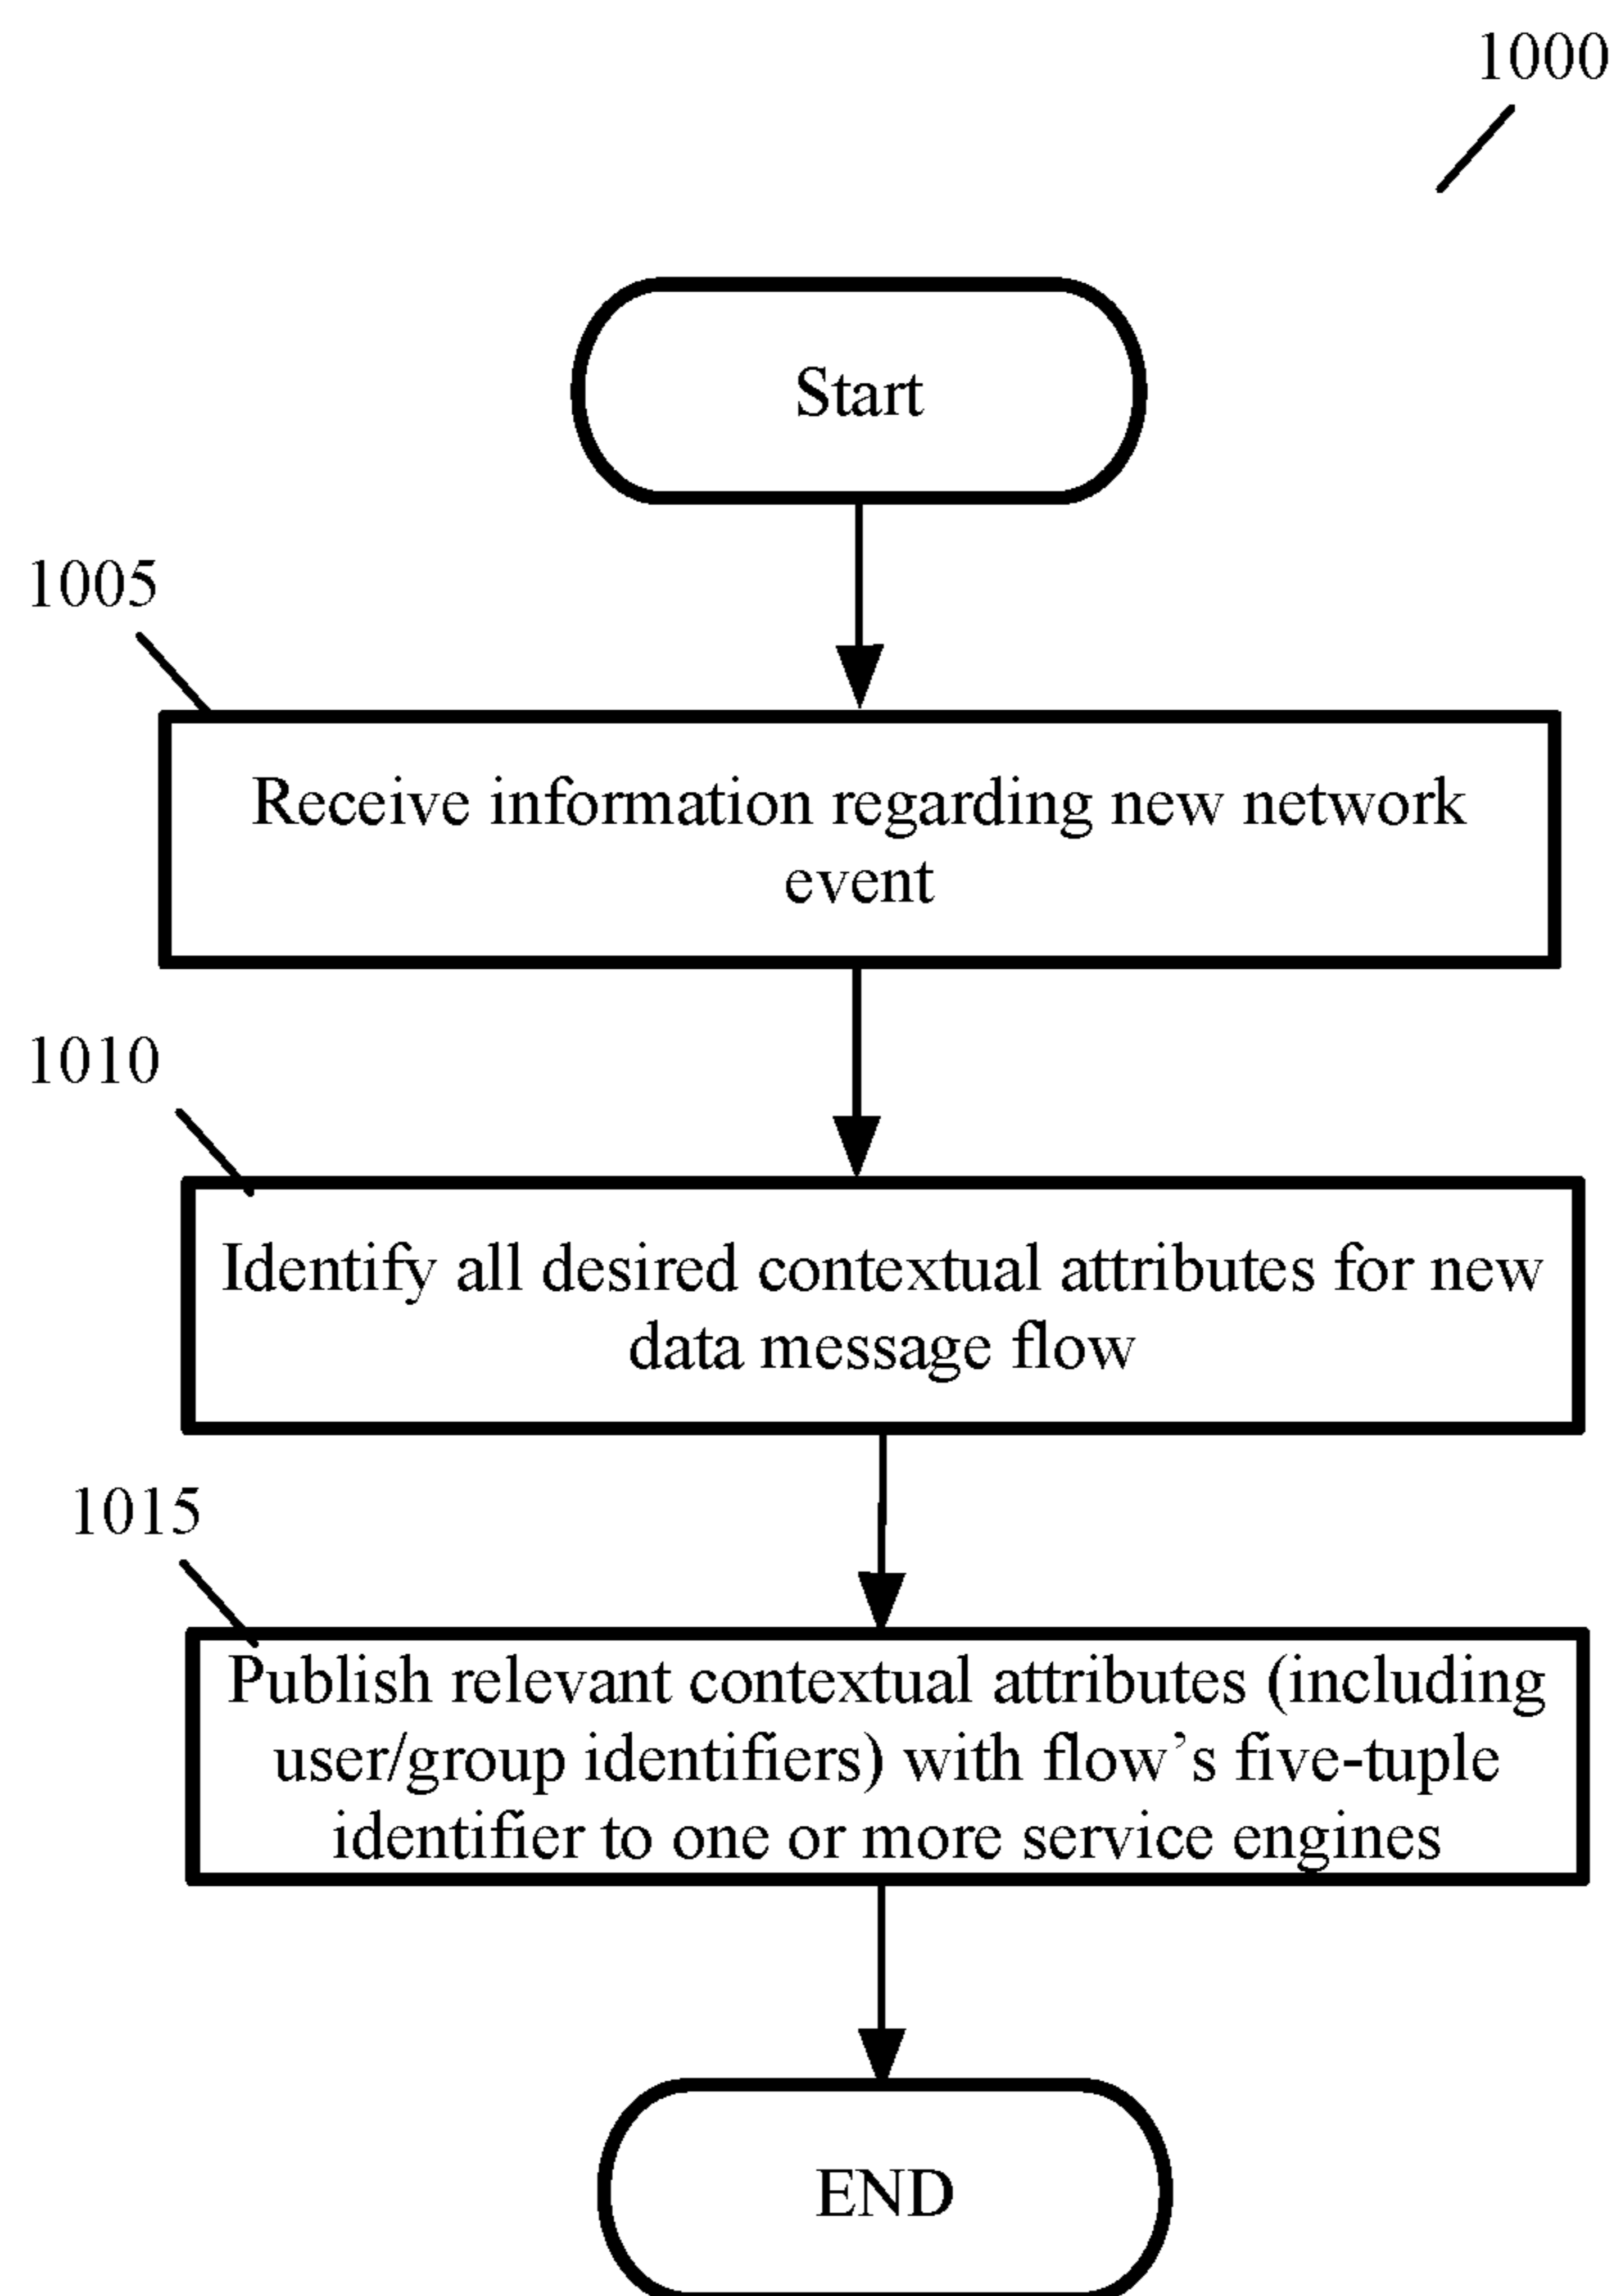 1000
Start
1005
Receive information regarding new network
event
1010
Identify all desired contextual attributes for new
data message flow
1015
Publish relevant contextual attributes (including
user/group identifiers) with flow’s five-tuple
identifier to one or more service engines
END